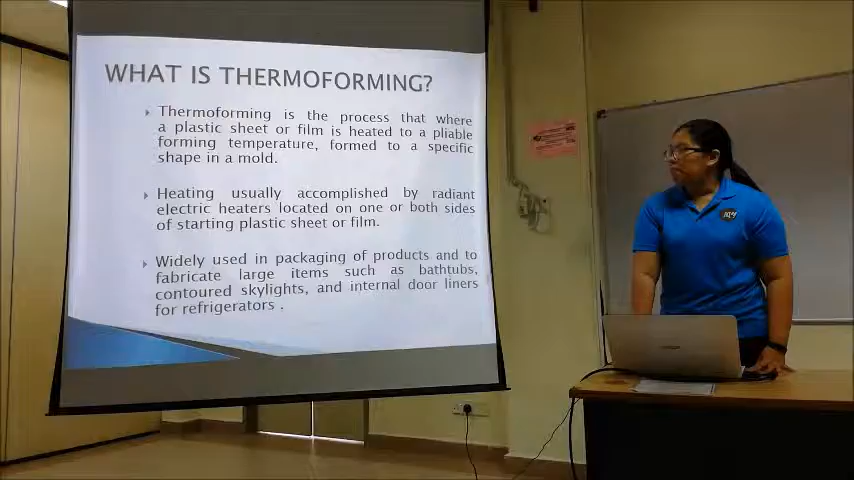 WHAT IS THERMOFORMING?
Thermoforming is the process that where
a plastic sheet or film is heated to a pliable
forming temperature, formed to a specific
shape in a mold.
Heating usually accomplished by radiant
electric heaters located on one or both sides
of starting plastic sheet or film.
Widely used in packaging of products and to
fabricate large items such as bathtubs,
contoured skylights, and internal door liners
for refrigerators .